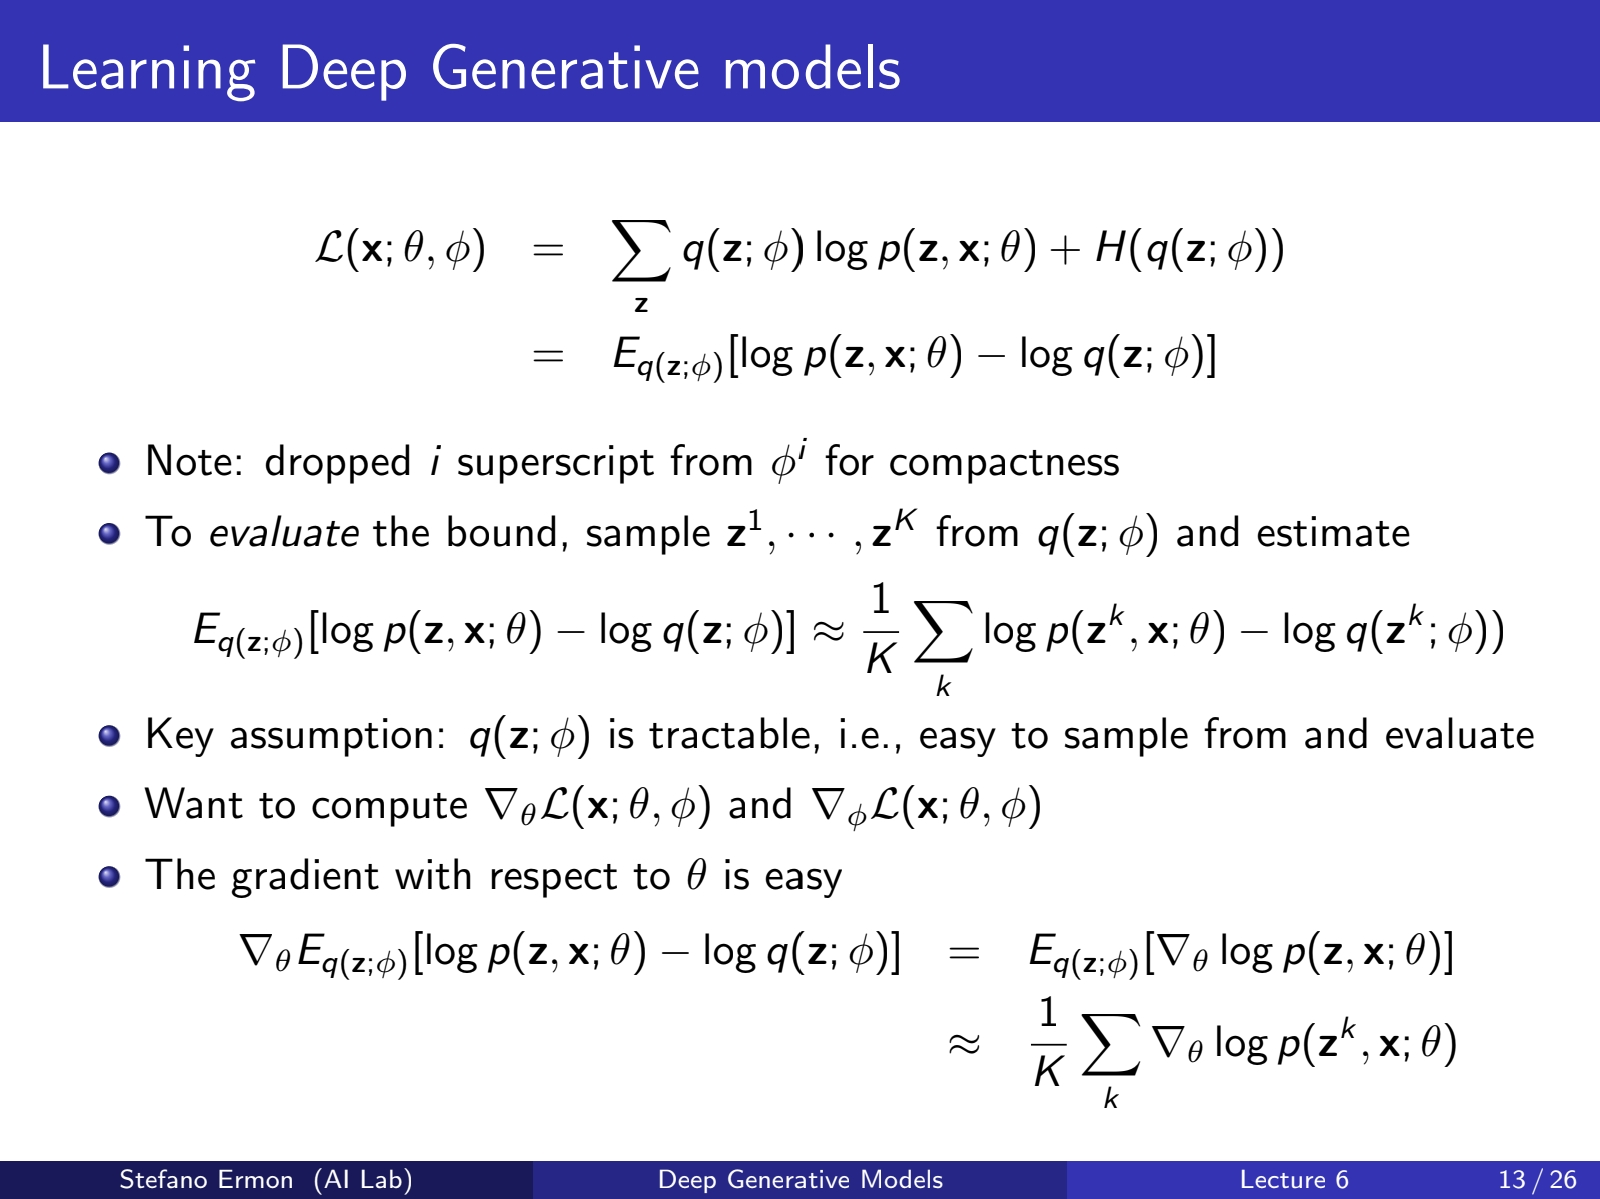 Learning Deep Generative models
ℒ(x; θ, ϕ) = ∑_z q(z; ϕ) log p(z, x; θ) + H(q(z; ϕ))
= E_{q(z;ϕ)}[log p(z, x; θ) − log q(z; ϕ)]
Note: dropped i superscript from ϕ^i for compactness
To evaluate the bound, sample z^1, ⋯ , z^K from q(z; ϕ) and estimate
E_{q(z;ϕ)}[log p(z, x; θ) − log q(z; ϕ)] ≈ 1/K ∑_k log p(z^k, x; θ) − log q(z^k; ϕ))
Key assumption: q(z; ϕ) is tractable, i.e., easy to sample from and evaluate
Want to compute ∇_θ ℒ(x; θ, ϕ) and ∇_ϕ ℒ(x; θ, ϕ)
The gradient with respect to θ is easy
∇_θ E_{q(z;ϕ)}[log p(z, x; θ) − log q(z; ϕ)] = E_{q(z;ϕ)}[∇_θ log p(z, x; θ)]
≈ 1/K ∑_k ∇_θ log p(z^k, x; θ)
Stefano Ermon (AI Lab) Deep Generative Models Lecture 6 13 / 26